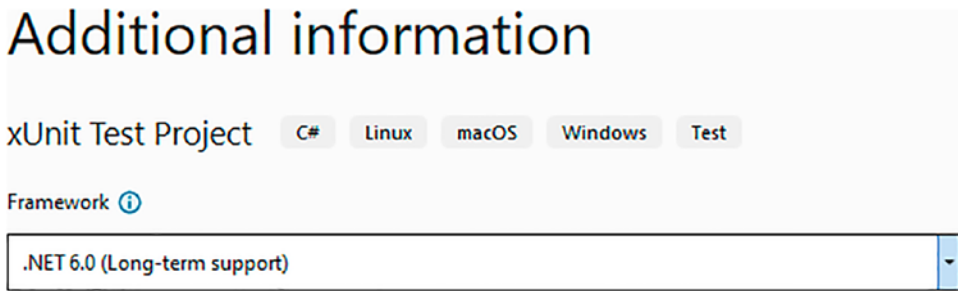 Additional information
xUnit Test Project C# Linux macOS Windows Test
Framework
.NET 6.0 (Long-term support)